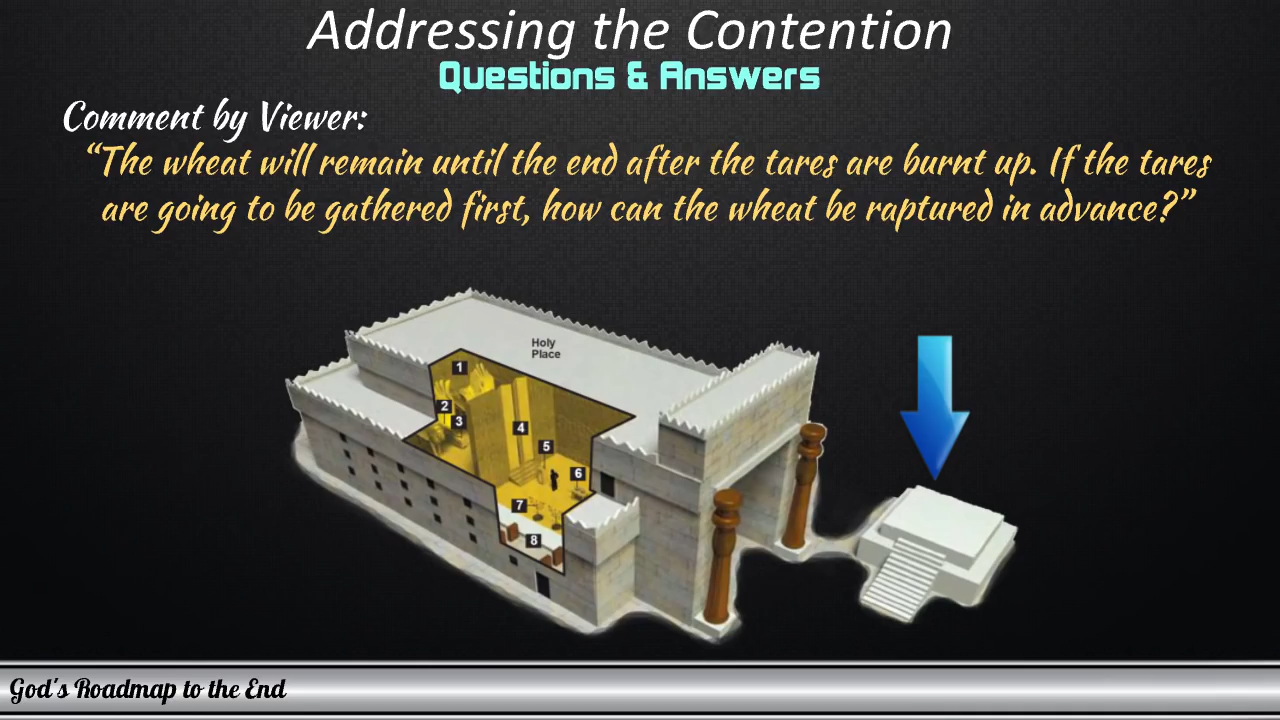 Addressing the Contention
Questions & Answers
Comment by Viewer:
“The wheat will remain until the end after the tares are burnt up. If the tares
are going to be gathered first, how can the wheat be raptured in advance?”
Holy
Place
1
2
3
4
5
6
7
8
God's Roadmap to the End